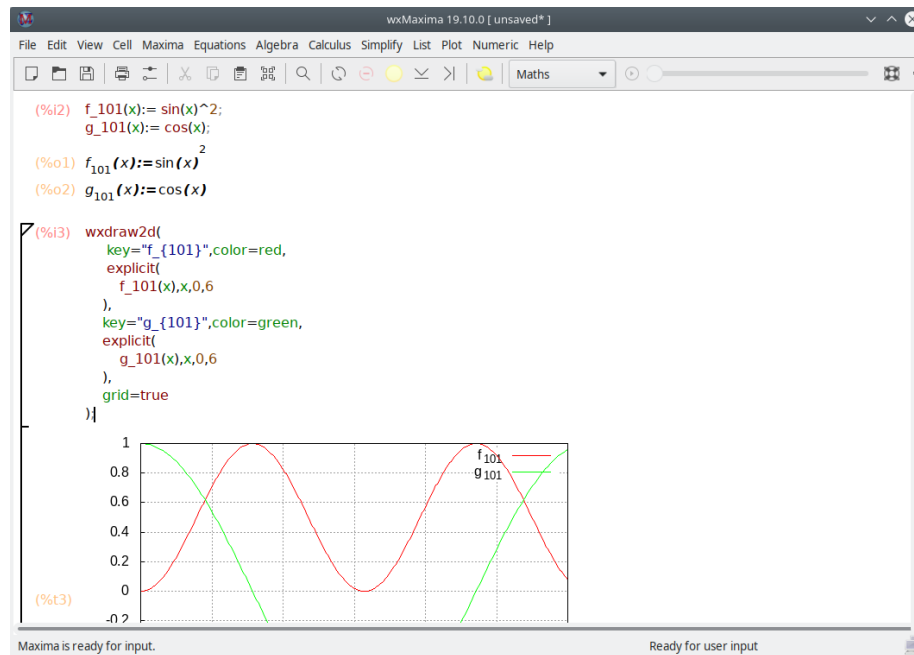 wxMaxima 19.10.0 [ unsaved* ]
File Edit View Cell Maxima Equations Algebra Calculus Simplify List Plot Numeric Help
Maths
(%i2) f_101(x):= sin(x)^2;
g_101(x):= cos(x);
(%o1) f101(x):=sin(x)2
(%o2) g101(x):=cos(x)
(%i3) wxdraw2d(
key="f_{101}",color=red,
explicit(
f_101(x),x,0,6
),
key="g_{101}",color=green,
explicit(
g_101(x),x,0,6
),
grid=true
);
1
f101
g101
0.8
0.6
0.4
0.2
0
(%t3)
-0.2
Maxima is ready for input. Ready for user input